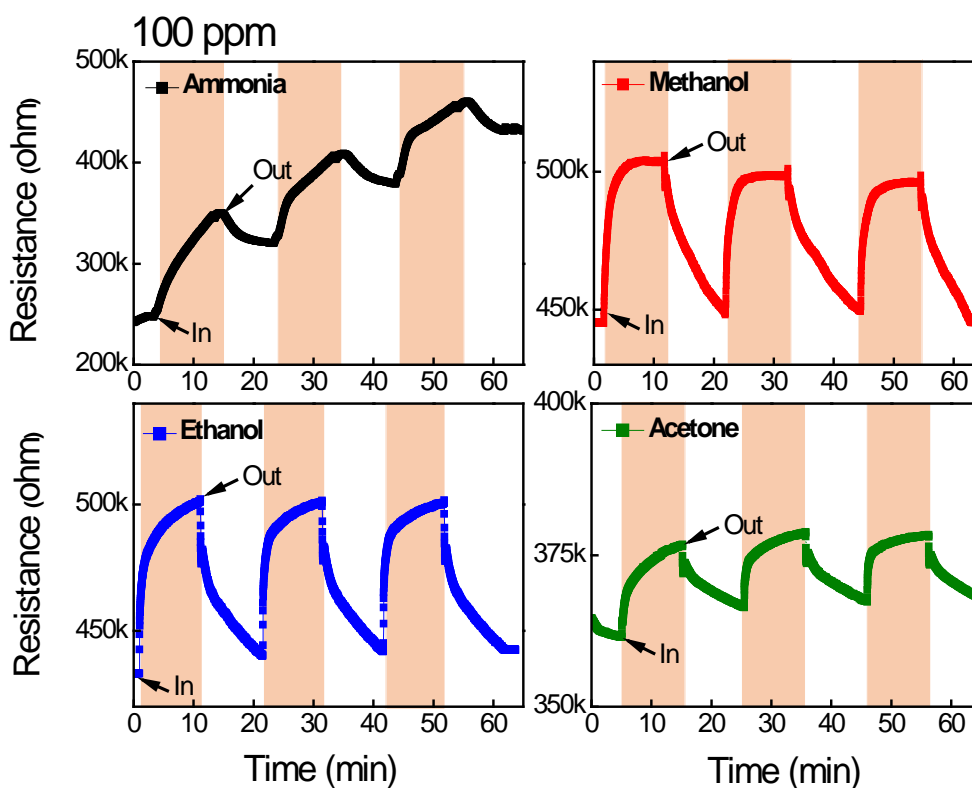 100 ppm
Resistance (ohm)
500k
400k
300k
200k
Ammonia
Out
In
0 10 20 30 40 50 60
500k
450k
Methanol
Out
In
0 10 20 30 40 50 60
Resistance (ohm)
500k
450k
Ethanol
Out
In
0 10 20 30 40 50 60
Time (min)
400k
375k
350k
Acetone
Out
In
0 10 20 30 40 50 60
Time (min)